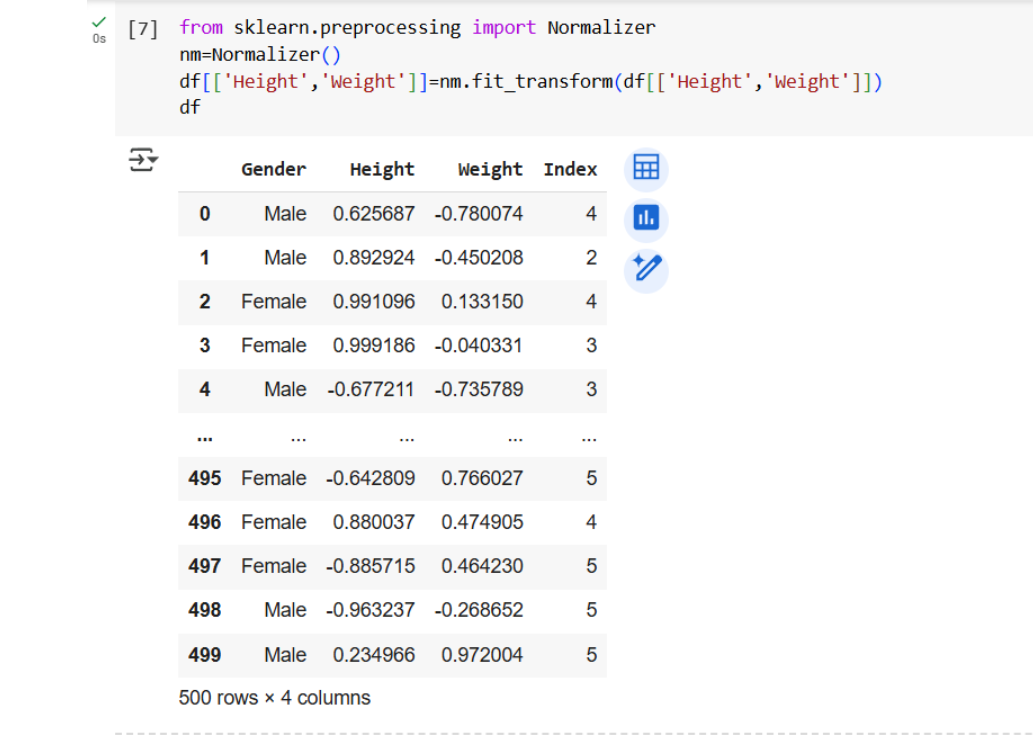 [7] from sklearn.preprocessing import Normalizer
0s
nm=Normalizer()
df[['Height','Weight']]=nm.fit_transform(df[['Height','Weight']])
df
Gender Height Weight Index
0 Male 0.625687 -0.780074 4
1 Male 0.892924 -0.450208 2
2 Female 0.991096 0.133150 4
3 Female 0.999186 -0.040331 3
4 Male -0.677211 -0.735789 3
... ... ... ... ...
495 Female -0.642809 0.766027 5
496 Female 0.880037 0.474905 4
497 Female -0.885715 0.464230 5
498 Male -0.963237 -0.268652 5
499 Male 0.234966 0.972004 5
500 rows × 4 columns